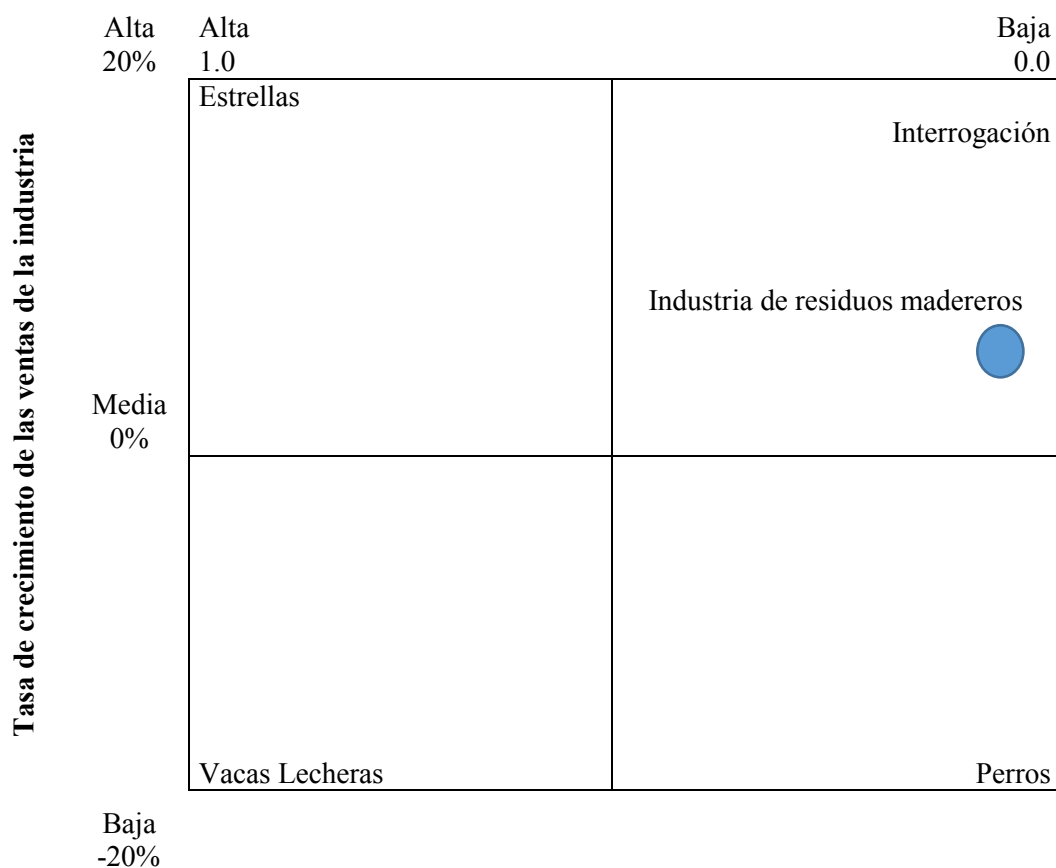 Alta
Alta
Baja
20%
1.0
0.0
Estrellas
Interrogación
Tasa de crecimiento de las ventas de la industria
Industria de residuos madereros
Media
0%
Vacas Lecheras
Perros
Baja
-20%